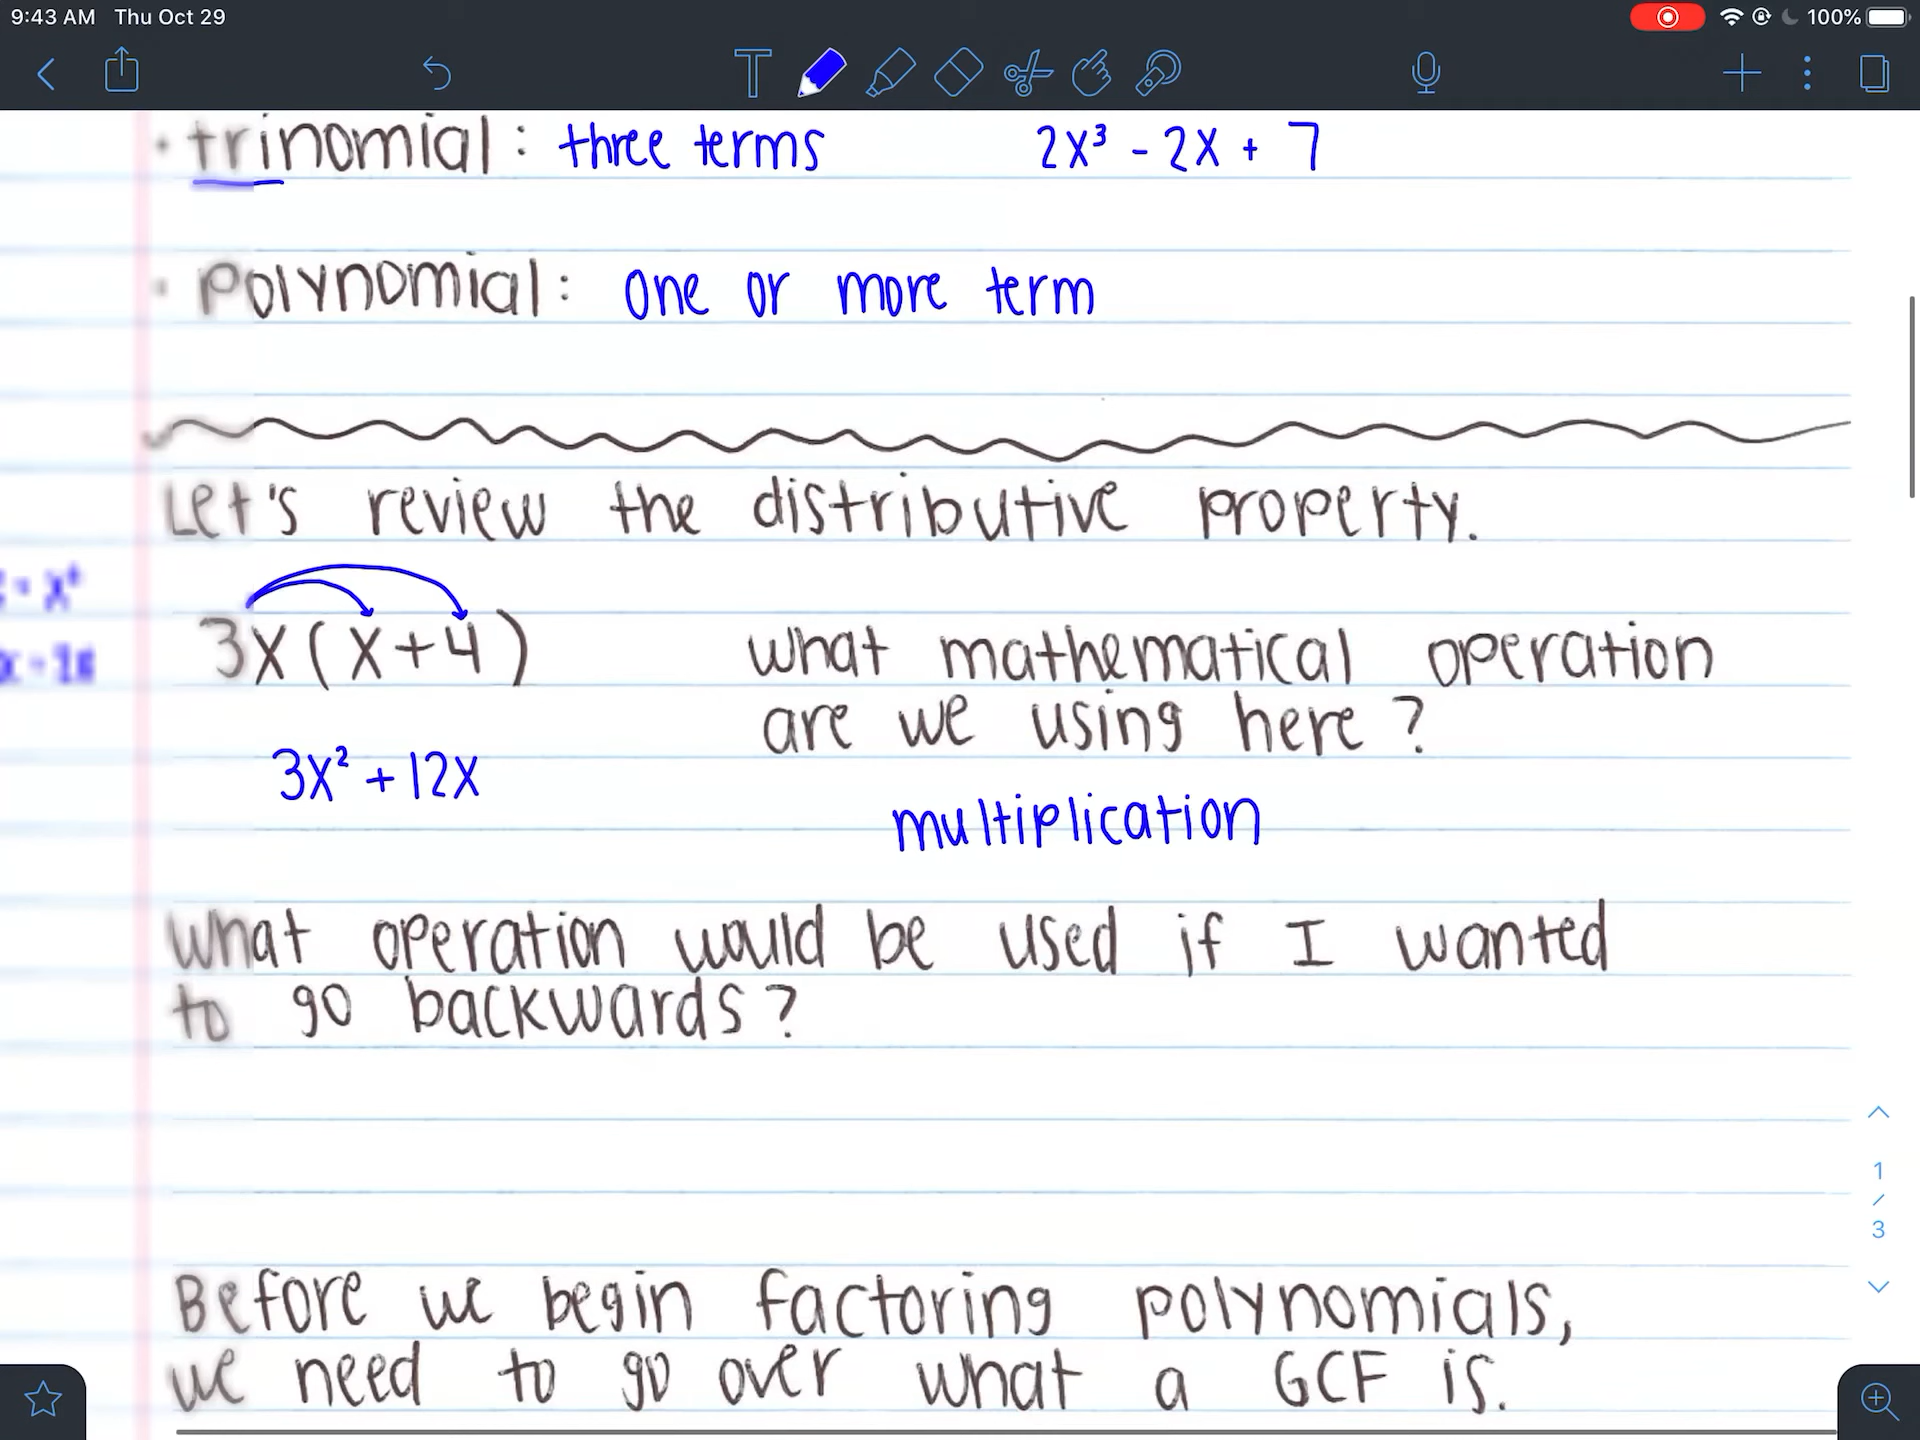 9:43 AM Thu Oct 29
100%
• trinomial: three terms 2x³ - 2x + 7
• polynomial: one or more term
Let's review the distributive property.
3x(x+4) what mathematical operation
are we using here?
3x² + 12x
multiplication
What operation would be used if I wanted
to go backwards?
1
/
3
Before we begin factoring polynomials,
we need to go over what a GCF is.